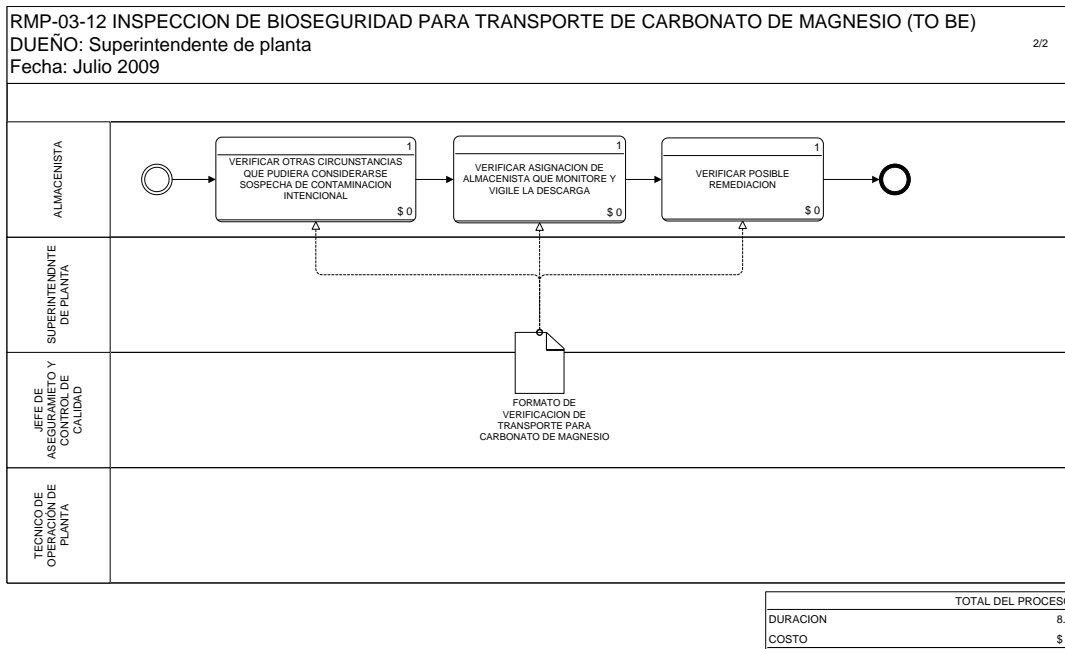 RMP-03-12 INSPECCION DE BIOSEGURIDAD PARA TRANSPORTE DE CARBONATO DE MAGNESIO (TO BE)
DUEÑO: Superintendente de planta
2/2
Fecha: Julio 2009
ALMACENISTA
1
VERIFICAR OTRAS CIRCUNSTANCIAS
QUE PUDIERA CONSIDERARSE
SOSPECHA DE CONTAMINACION
INTENCIONAL
$ 0
1
VERIFICAR ASIGNACION DE
ALMACENISTA QUE MONITORE Y
VIGILE LA DESCARGA
$ 0
1
VERIFICAR POSIBLE
REMEDIACION
$ 0
SUPERINTENDNTE
DE PLANTA
JEFE DE
ASEGURAMIETO Y
CONTROL DE
CALIDAD
FORMATO DE
VERIFICACION DE
TRANSPORTE PARA
CARBONATO DE MAGNESIO
TECNICO DE
OPERACIÓN DE
PLANTA
TOTAL DEL PROCESO
DURACION 8.
COSTO $